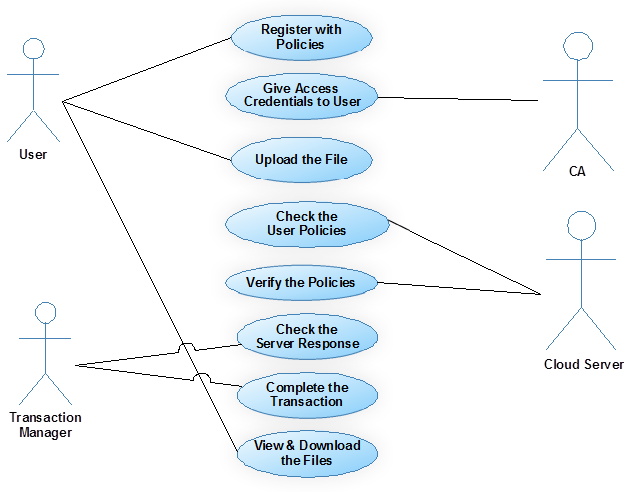 Register with
Policies
Give Access
Credentials to User
User
Upload the File
CA
Check the
User Policies
Verify the Policies
Check the
Server Response
Cloud Server
Complete the
Transaction
Transaction
Manager
View & Download
the Files